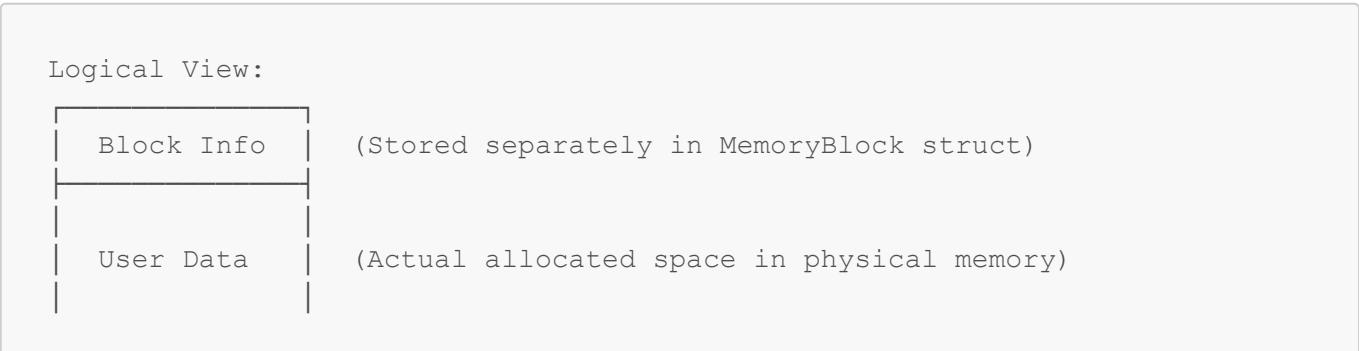 Logical View:
Block Info (Stored separately in MemoryBlock struct)
User Data (Actual allocated space in physical memory)